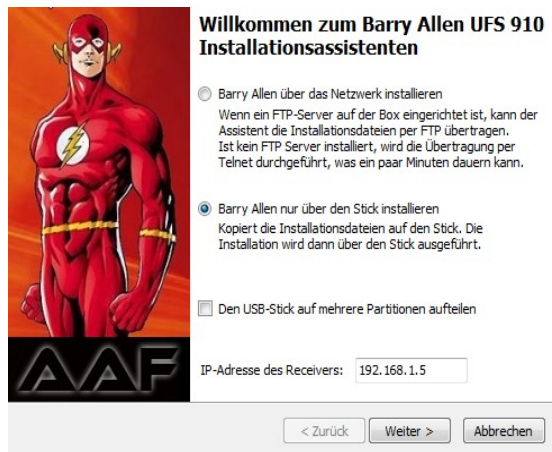 Willkommen zum Barry Allen UFS 910
Installationsassistenten
Barry Allen über das Netzwerk installieren
Wenn ein FTP-Server auf der Box eingerichtet ist, kann der
Assistent die Installationsdateien per FTP übertragen.
Ist kein FTP Server installiert, wird die Übertragung per
Telnet durchgeführt, was ein paar Minuten dauern kann.
Barry Allen nur über den Stick installieren
Kopiert die Installationsdateien auf den Stick. Die
Installation wird dann über den Stick ausgeführt.
Den USB-Stick auf mehrere Partitionen aufteilen
AAF
IP-Adresse des Receivers: 192.168.1.5
< Zurück Weiter > Abbrechen